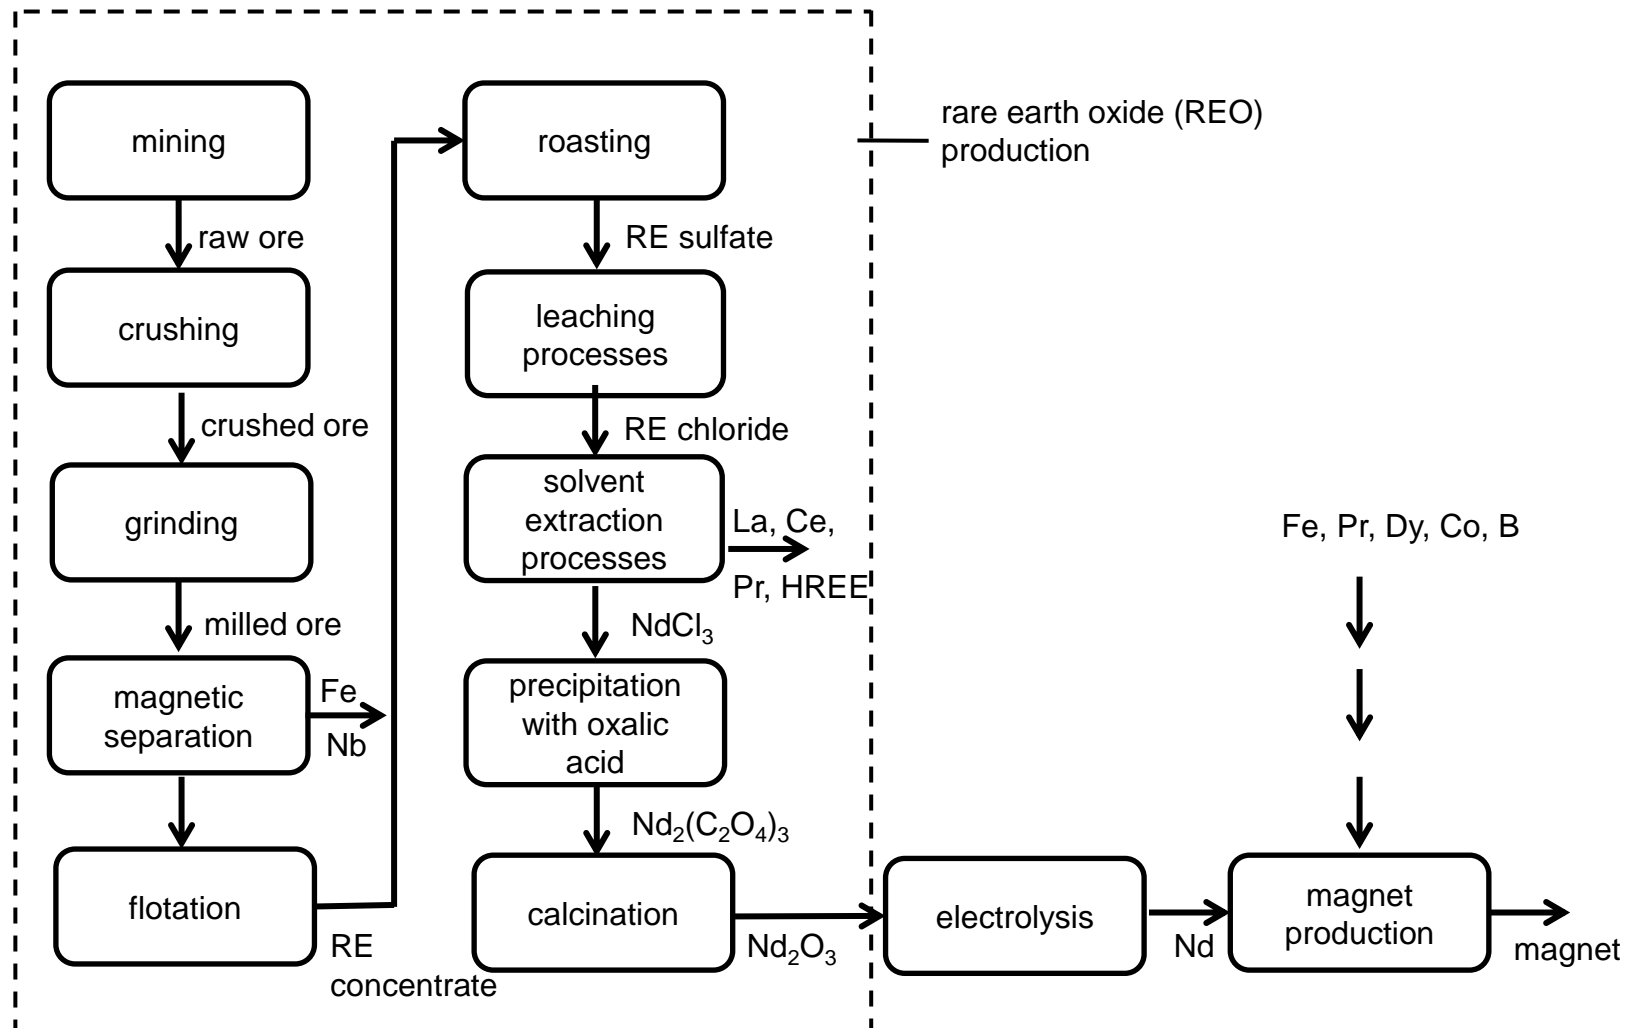 mining
raw ore
crushing
crushed ore
grinding
milled ore
magnetic
separation
Fe
Nb
flotation
RE
concentrate
roasting
RE sulfate
leaching
processes
RE chloride
solvent
extraction
processes
La, Ce,
Pr, HREE
NdCl₃
precipitation
with oxalic
acid
Nd₂(C₂O₄)₃
calcination
Nd₂O₃
rare earth oxide (REO)
production
electrolysis
Nd
Fe, Pr, Dy, Co, B
magnet
production
magnet